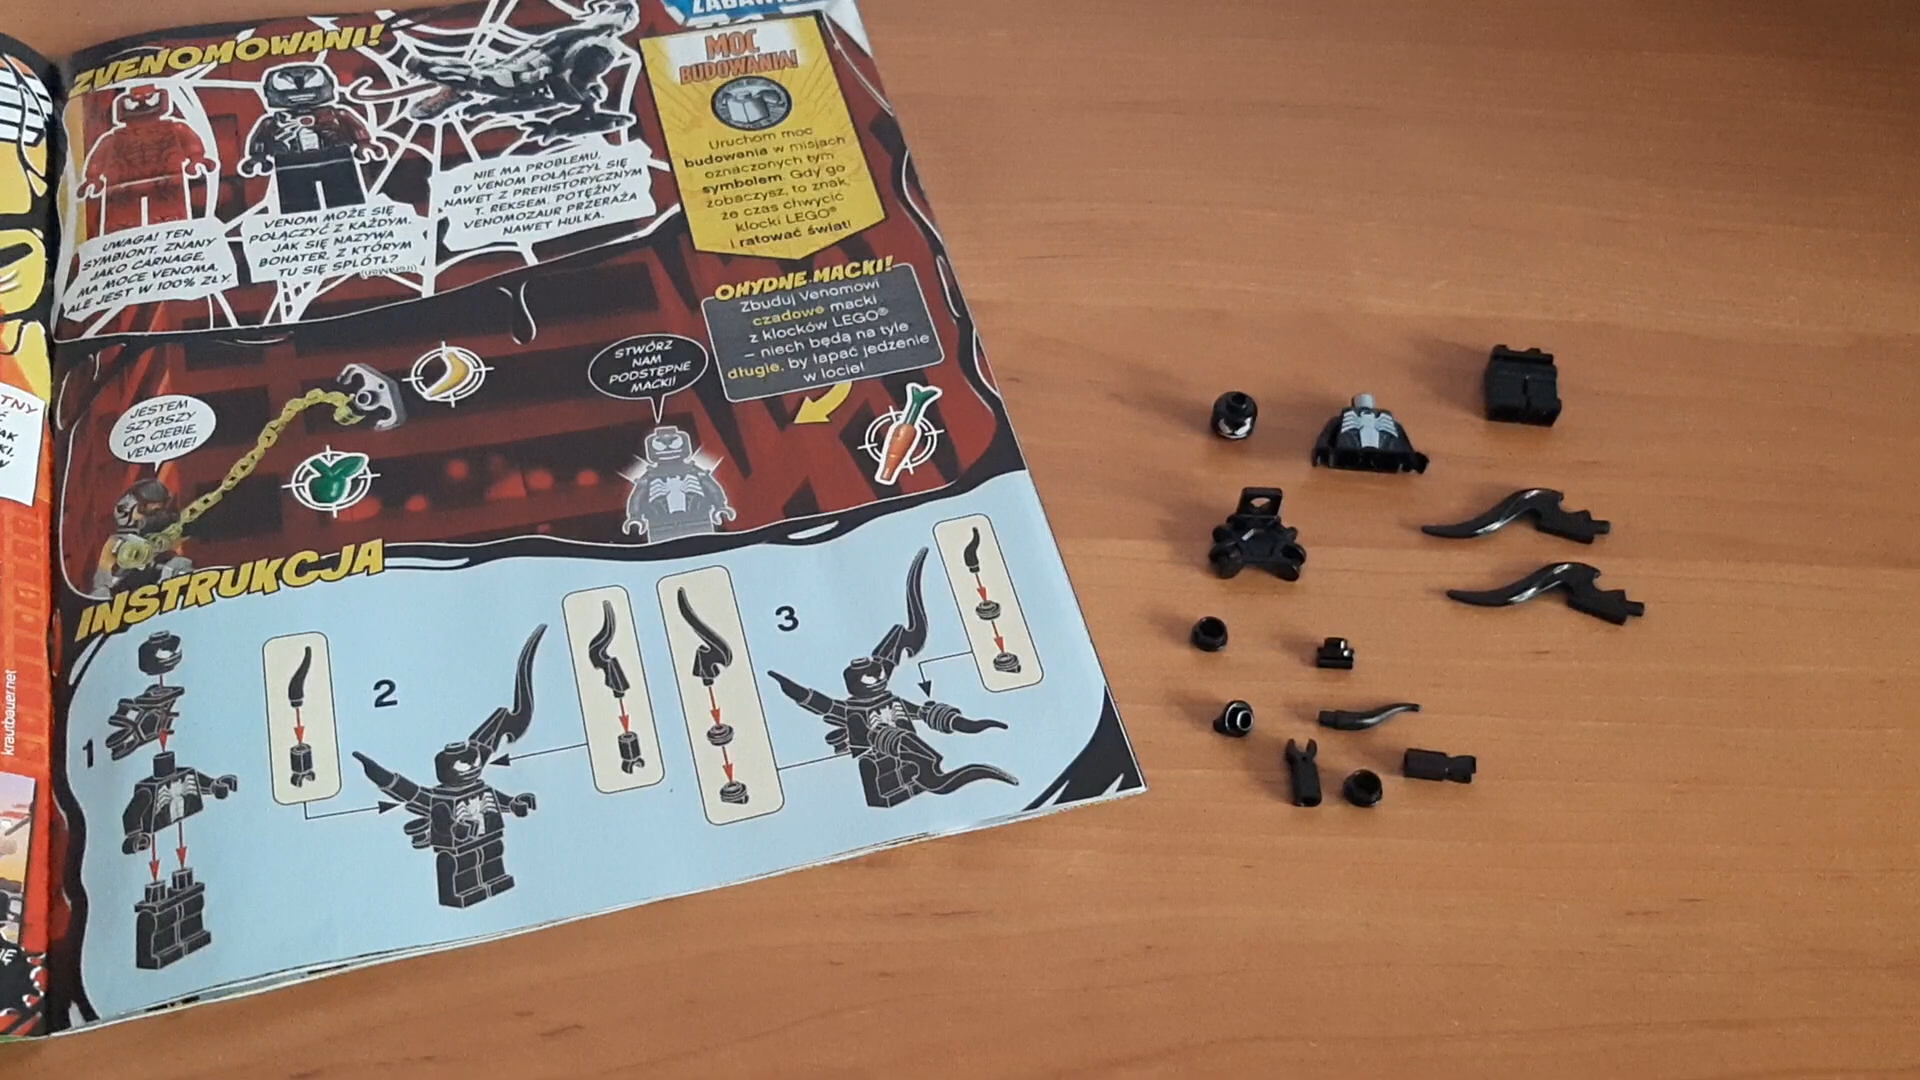 ZVENOMOWANI!
UWAGA! TEN
SYMBIONT, ZNANY
JAKO CARNAGE,
MA MOCE VENOMA,
ALE JEST W 100% ZŁY.
VENOM MOŻE SIĘ
POŁĄCZYĆ Z KAŻDYM.
JAK SIĘ NAZYWA
BOHATER, Z KTÓRYM
TU SIĘ SPLÓTŁ?
NIE MA PROBLEMU,
BY VENOM POŁĄCZYŁ SIĘ
NAWET Z PREHISTORYCZNYM
T. REKSEM. POTĘŻNY
VENOMOZAUR PRZERAŻA
NAWET HULKA.
MOC
BUDOWANIA!
Uruchom moc
budowania w misjach
oznaczonych tym
symbolem. Gdy go
zobaczysz, to znak,
że czas chwycić
klocki LEGO®
i ratować świat!
OHYDNE MACKI!
Zbuduj Venomowi
czadowe macki
z klocków LEGO®
– niech będą na tyle
długie, by łapać jedzenie
w locie!
STWÓRZ
NAM
PODSTĘPNE
MACKI!
JESTEM
SZYBSZY
OD CIEBIE,
VENOMIE!
INSTRUKCJA
1
2
3
krautbauer.net